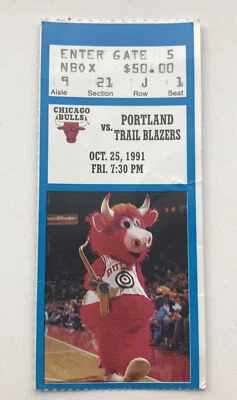 ENTER GATE 5
NBOX $50.00
9 21 J 1
Aisle Section Row Seat
CHICAGO
BULLS
vs.
PORTLAND
TRAIL BLAZERS
OCT. 25, 1991
FRI. 7:30 PM